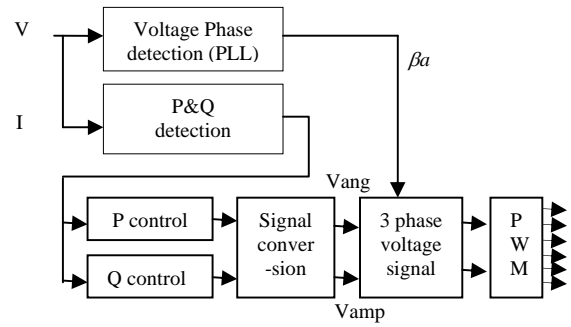 V
Voltage Phase
detection (PLL)
βa
I
P&Q
detection
Vang
P control
Q control
Signal
conver
-sion
3 phase
voltage
signal
P
W
M
Vamp